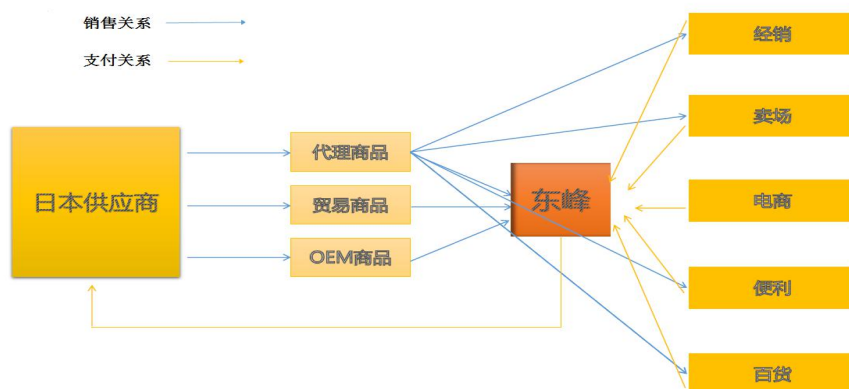 销售关系
支付关系
日本供应商
代理商品
贸易商品
OEM商品
东峰
经销
卖场
电商
便利
百货